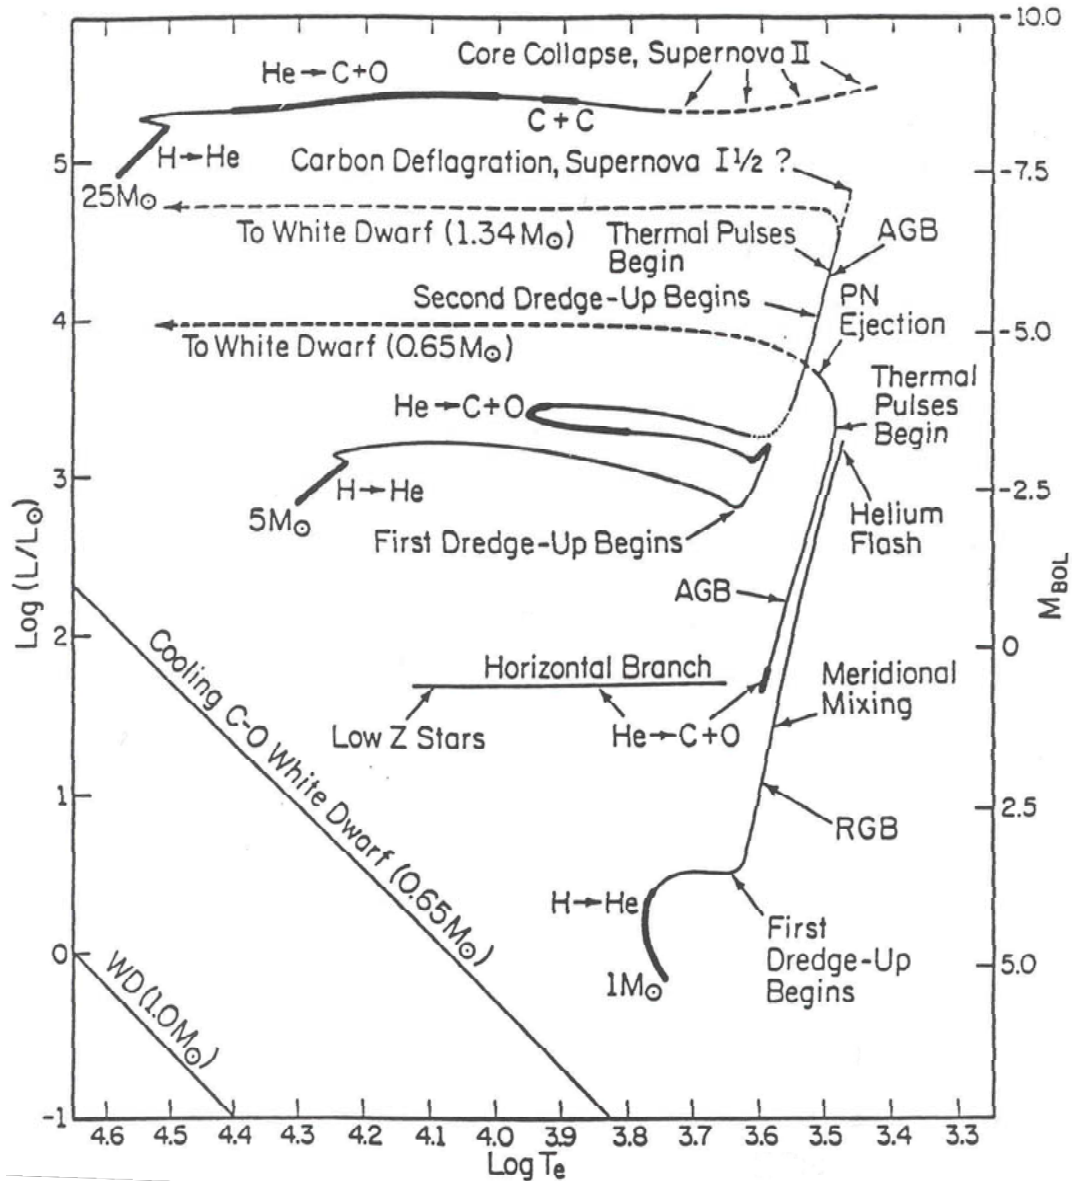 -10.0
Core Collapse, Supernova II
He→C+O
C + C
5
H→He
Carbon Deflagration, Supernova I½ ?
-7.5
25M⊙
To White Dwarf (1.34M⊙)
Thermal Pulses
Begin
AGB
Second Dredge-Up Begins
PN
Ejection
4
-5.0
To White Dwarf (0.65M⊙)
Thermal
Pulses
Begin
He→C+O
3
H→He
-2.5
5M⊙
Helium
Flash
First Dredge-Up Begins
Log (L/L⊙)
AGB
M BOL
2
0
Cooling C-O White Dwarf (0.65M⊙)
Horizontal Branch
Meridional
Mixing
Low Z Stars
He→C+O
1
2.5
RGB
H→He
First
Dredge-Up
Begins
0
5.0
WD (1.0M⊙)
1M⊙
-1
4.6 4.5 4.4 4.3 4.2 4.1 4.0 3.9 3.8 3.7 3.6 3.5 3.4 3.3
Log Te